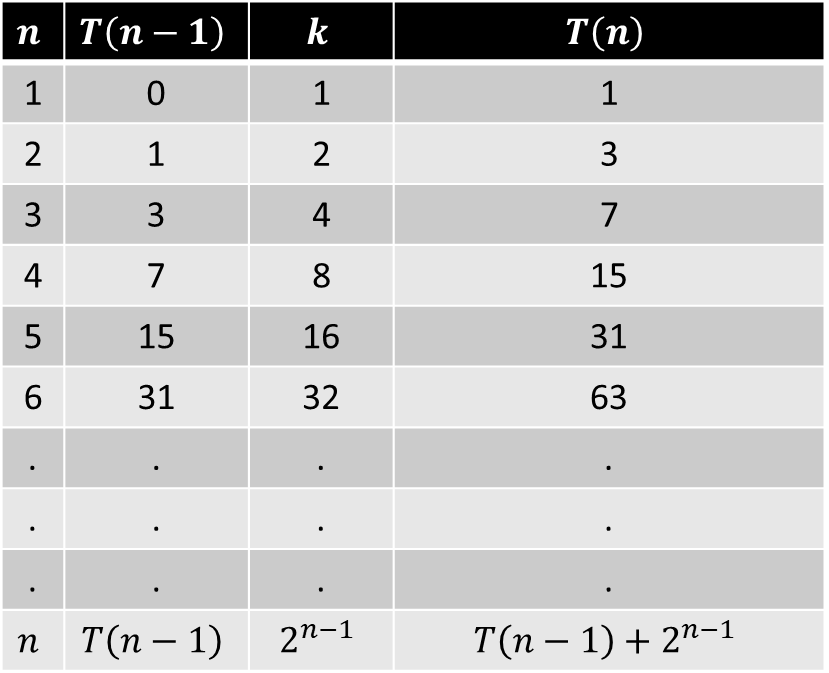 n T(n − 1) k T(n)
1 0 1 1
2 1 2 3
3 3 4 7
4 7 8 15
5 15 16 31
6 31 32 63
. . . .
. . . .
. . . .
n T(n − 1) 2^{n−1} T(n − 1) + 2^{n−1}